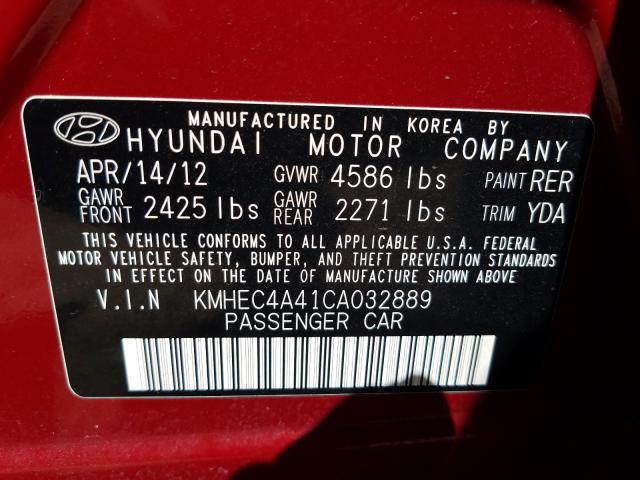 MANUFACTURED IN KOREA BY
HYUNDAI MOTOR COMPANY
APR/14/12 GVWR 4586 lbs PAINT RER
GAWR FRONT 2425 lbs GAWR REAR 2271 lbs TRIM YDA
THIS VEHICLE CONFORMS TO ALL APPLICABLE U.S.A. FEDERAL
MOTOR VEHICLE SAFETY, BUMPER, AND THEFT PREVENTION STANDARDS
IN EFFECT ON THE DATE OF MANUFACTURE SHOWN ABOVE
V.I.N KMHEC4A41CA032889
PASSENGER CAR